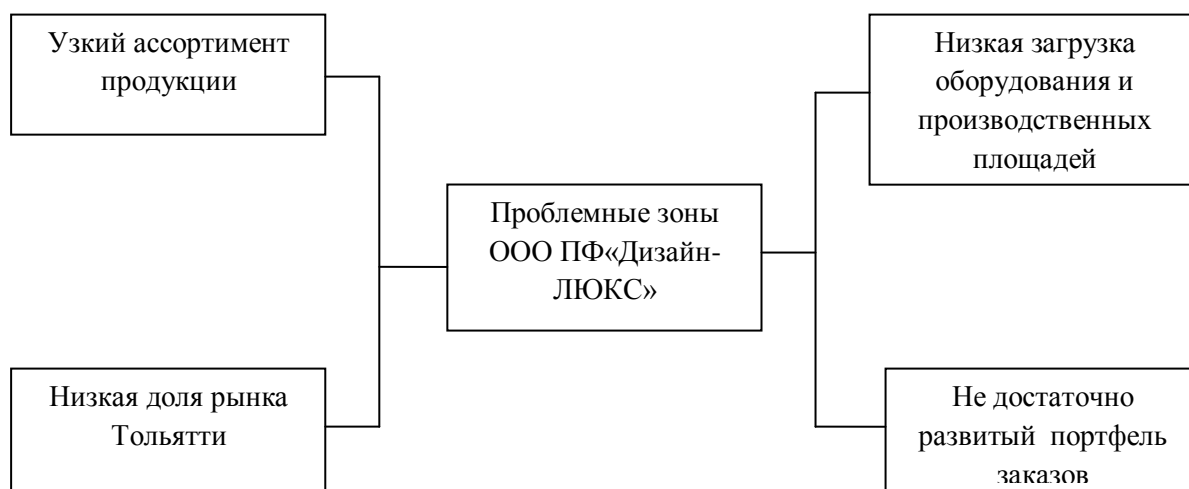 Узкий ассортимент
продукции
Низкая загрузка
оборудования и
производственных
площадей
Проблемные зоны
ООО ПФ«Дизайн-
ЛЮКС»
Низкая доля рынка
Тольятти
Не достаточно
развитый  портфель
заказов